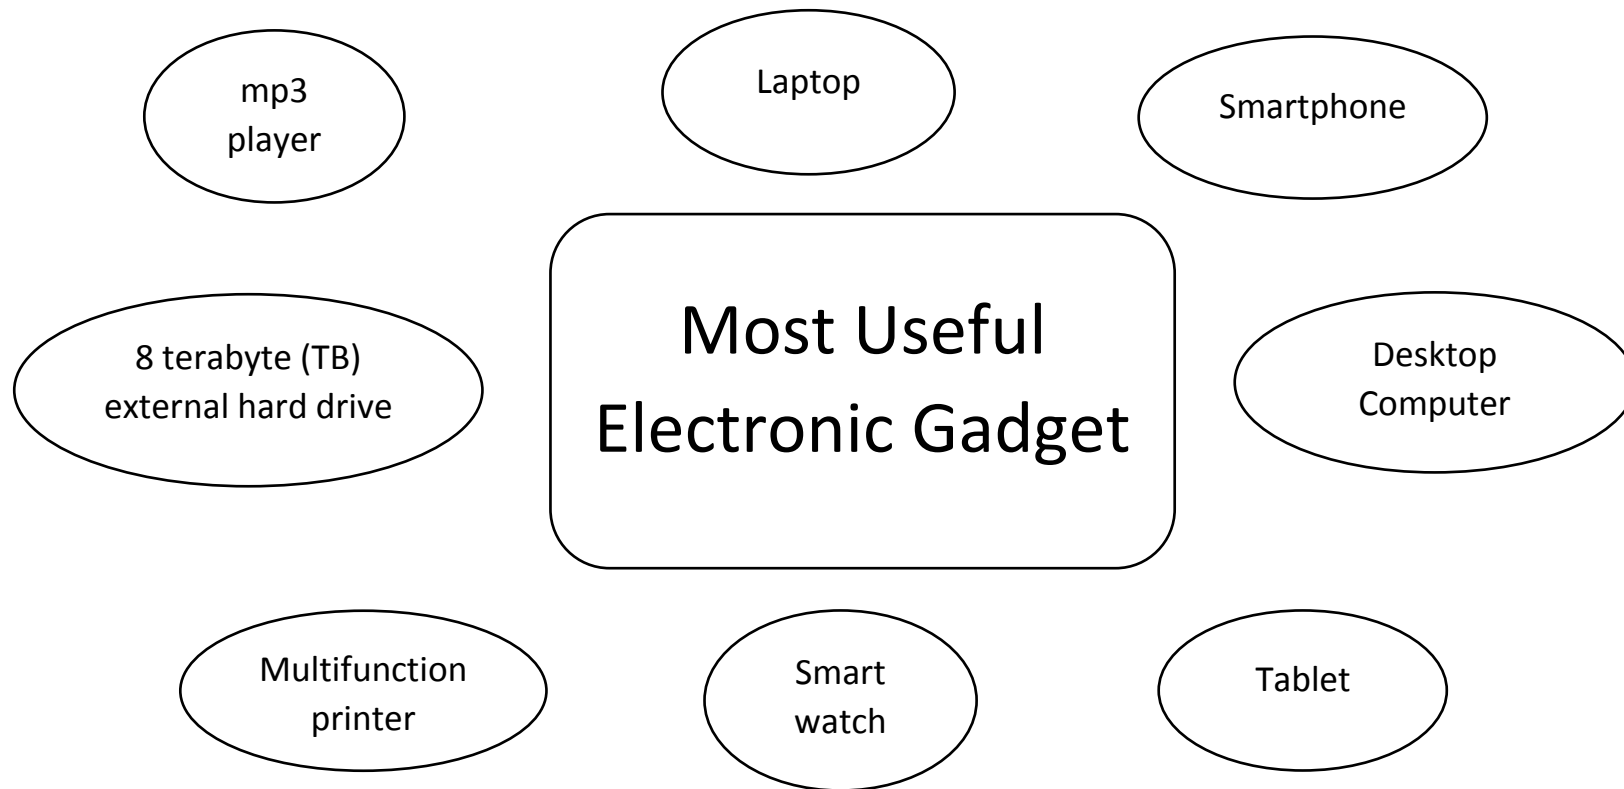 mp3
player
Laptop
Smartphone
8 terabyte (TB)
external hard drive
Most Useful
Electronic Gadget
Desktop
Computer
Multifunction
printer
Smart
watch
Tablet